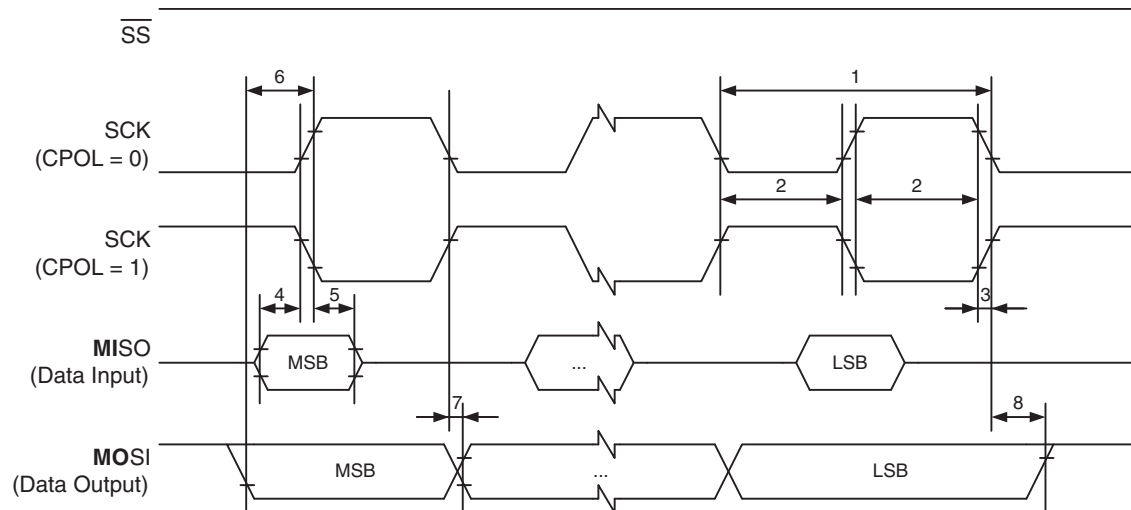 SS
6
1
SCK
(CPOL = 0)
2
2
SCK
(CPOL = 1)
4
5
3
MISO
(Data Input)
MSB
...
LSB
7
8
MOSI
(Data Output)
MSB
...
LSB